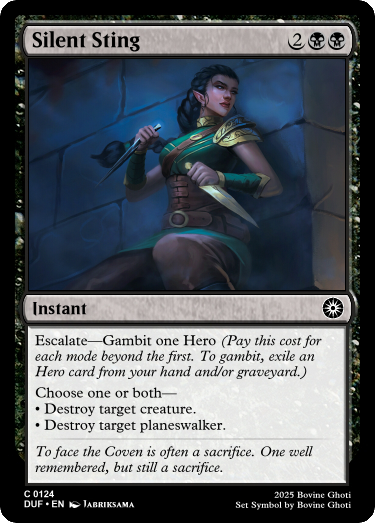 Silent Sting 2
Instant
Escalate—Gambit one Hero (Pay this cost for
each mode beyond the first. To gambit, exile an
Hero card from your hand and/or graveyard.)
Choose one or both—
• Destroy target creature.
• Destroy target planeswalker.
To face the Coven is often a sacrifice. One well
remembered, but still a sacrifice.
C 0124
DUF • EN JABRIKSAMA
2025 Bovine Ghoti
Set Symbol by Bovine Ghoti